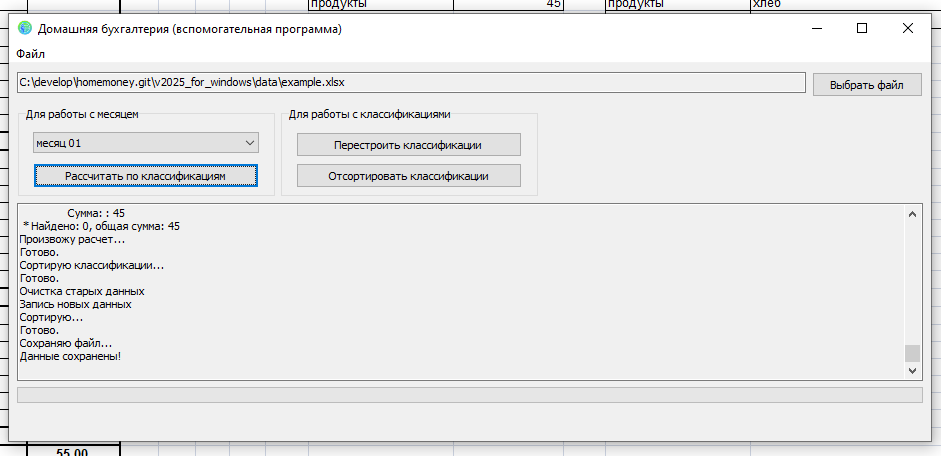 продукты 45 продукты хлеб
Домашняя бухгалтерия (вспомогательная программа)
Файл
C:\develop\homemoney.git\v2025_for_windows\data\example.xlsx Выбрать файл
Для работы с месяцем Для работы с классификациями
месяц 01 Перестроить классификации
Рассчитать по классификациям Отсортировать классификации
Сумма: : 45
* Найдено: 0, общая сумма: 45
Произвожу расчет...
Готово.
Сортирую классификации...
Готово.
Очистка старых данных
Запись новых данных
Сортирую...
Готово.
Сохраняю файл...
Данные сохранены!
55,00